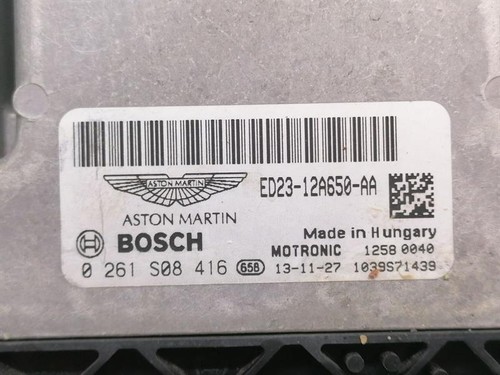 ASTON MARTIN
ED23-12A650-AA
ASTON MARTIN
Made in Hungary
BOSCH
MOTRONIC 1258 0040
0 261 S08 416 658 13-11-27 1039S71439